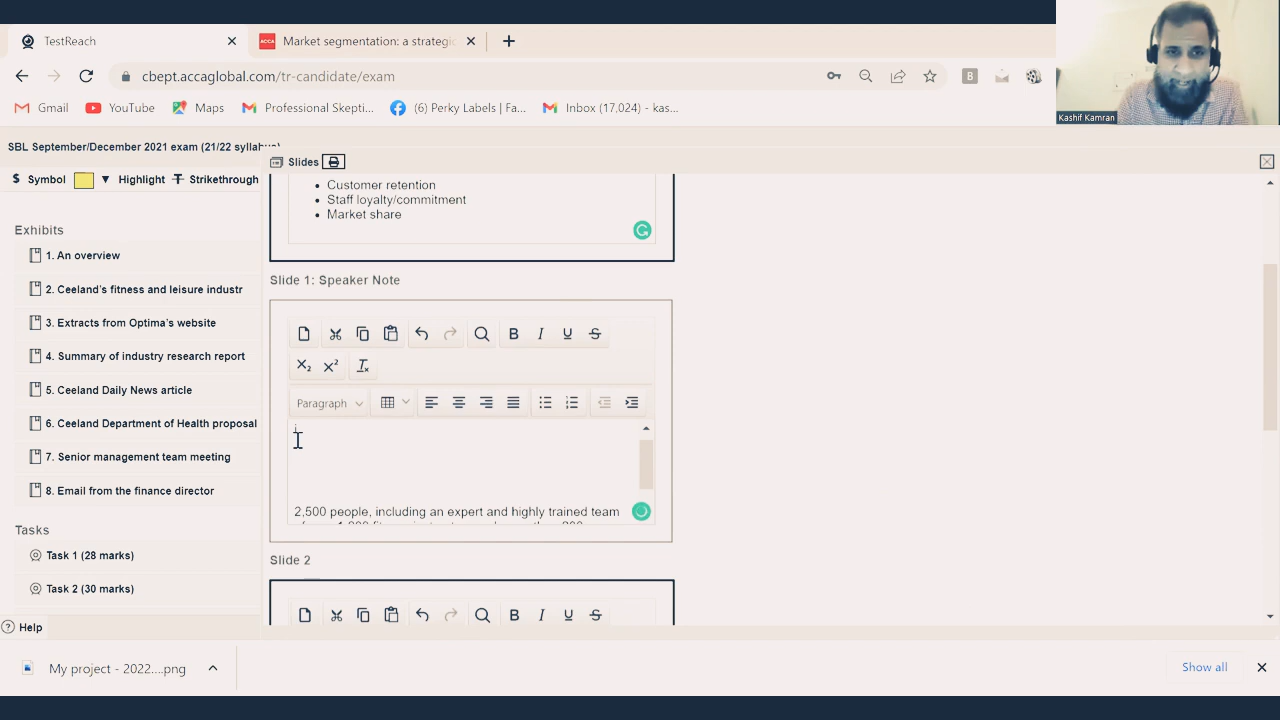 TestReach
ACCA
Market segmentation: a strategic
cbept.accaglobal.com/tr-candidate/exam
B
Gmail
YouTube
Maps
Professional Skepti...
(6) Perky Labels | Fa...
Inbox (17,024) - kas...
Kashif Kamran
SBL September/December 2021 exam (21/22 syllabus)
Slides
$ Symbol
Highlight
T Strikethrough
Customer retention
Staff loyalty/commitment
Market share
Exhibits
1. An overview
2. Ceeland's fitness and leisure industr
3. Extracts from Optima's website
4. Summary of industry research report
5. Ceeland Daily News article
6. Ceeland Department of Health proposal
7. Senior management team meeting
8. Email from the finance director
Slide 1: Speaker Note
B I U S
X₂ X² Tx
Paragraph
2,500 people, including an expert and highly trained team
Slide 2
B I U S
Tasks
Task 1 (28 marks)
Task 2 (30 marks)
? Help
My project - 2022....png
Show all